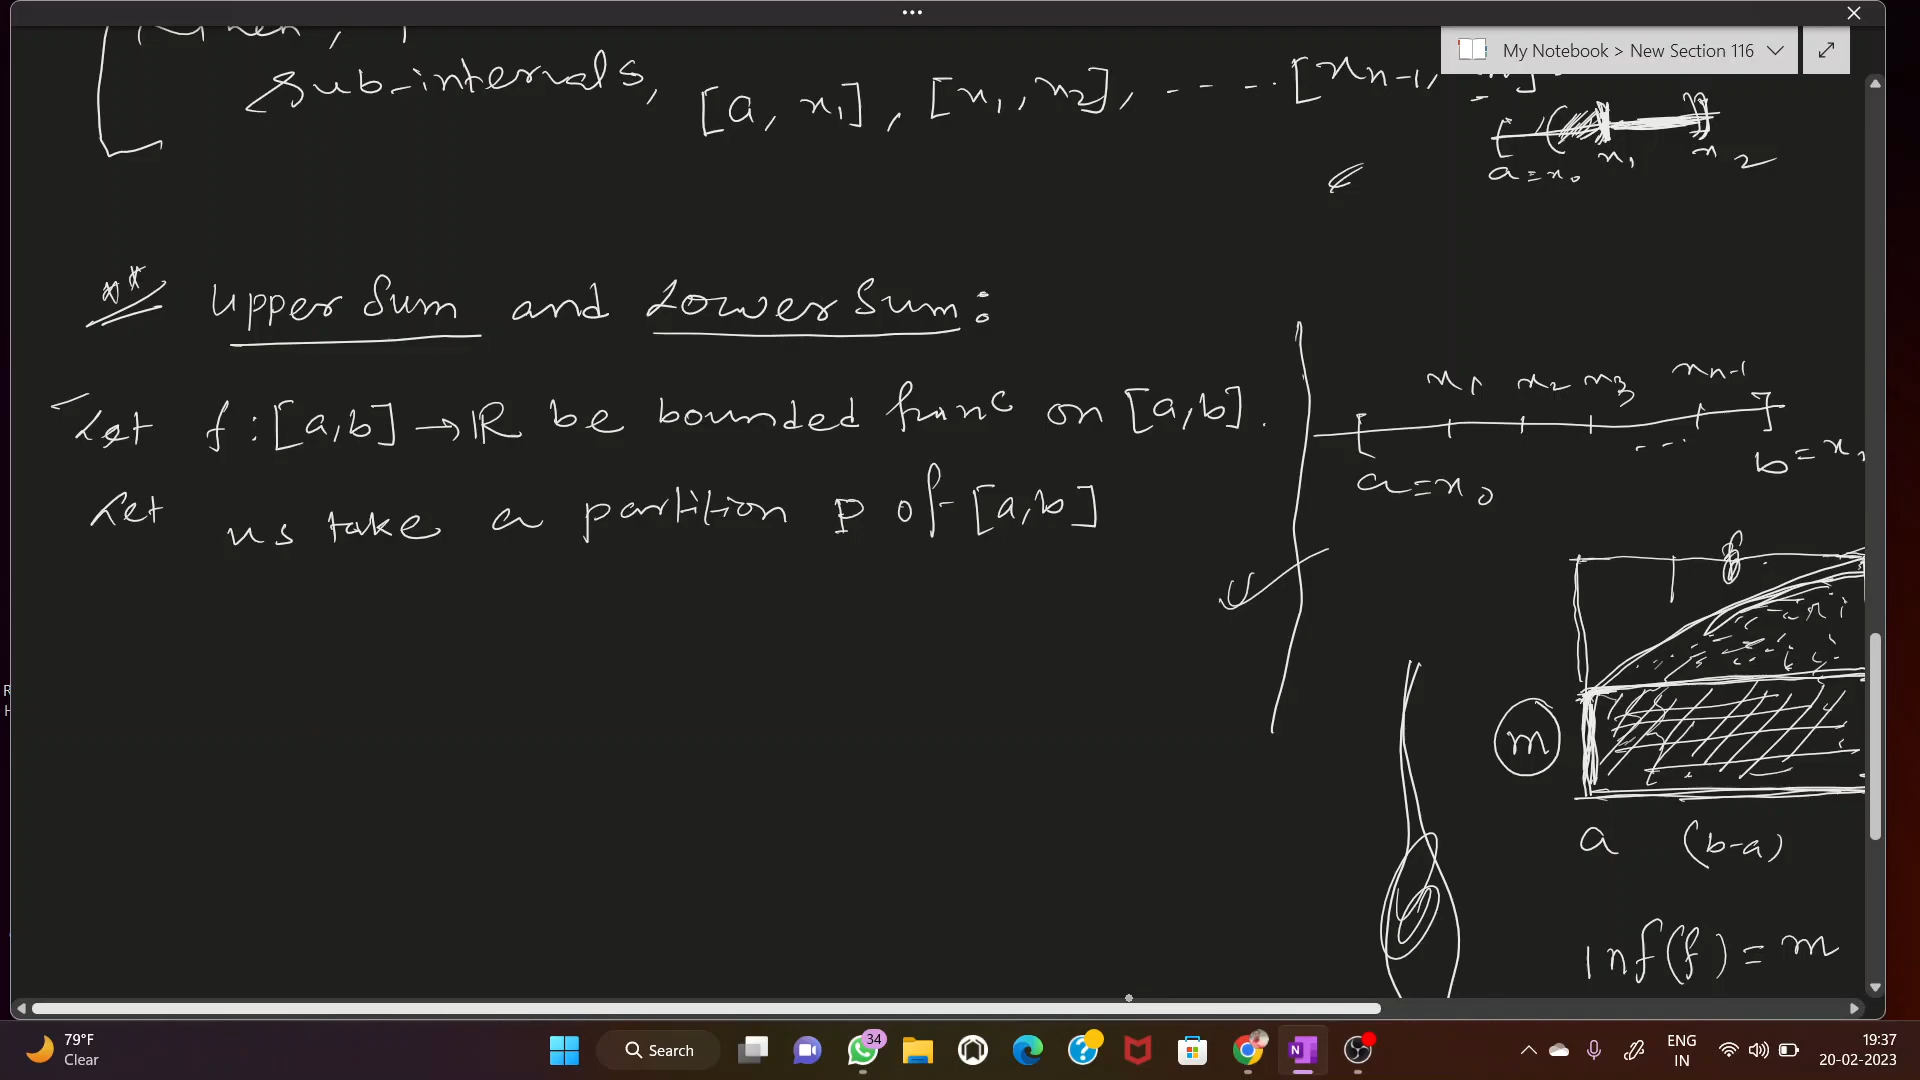 My Notebook > New Section 116
Sub-intervals, [a, x1], [x1, x2], ---- [xn-1,
a=x0 x1 x2
** Upper Sum and Lower Sum:
Let f: [a,b] → IR be bounded func on [a,b].
Let us take a partition P of [a,b]
x1 x2 x3 xn-1
a=x0 ---- b=x
m
a (b-a)
inf(f) = m
79°F
Clear
Search
34
ENG
IN
19:37
20-02-2023